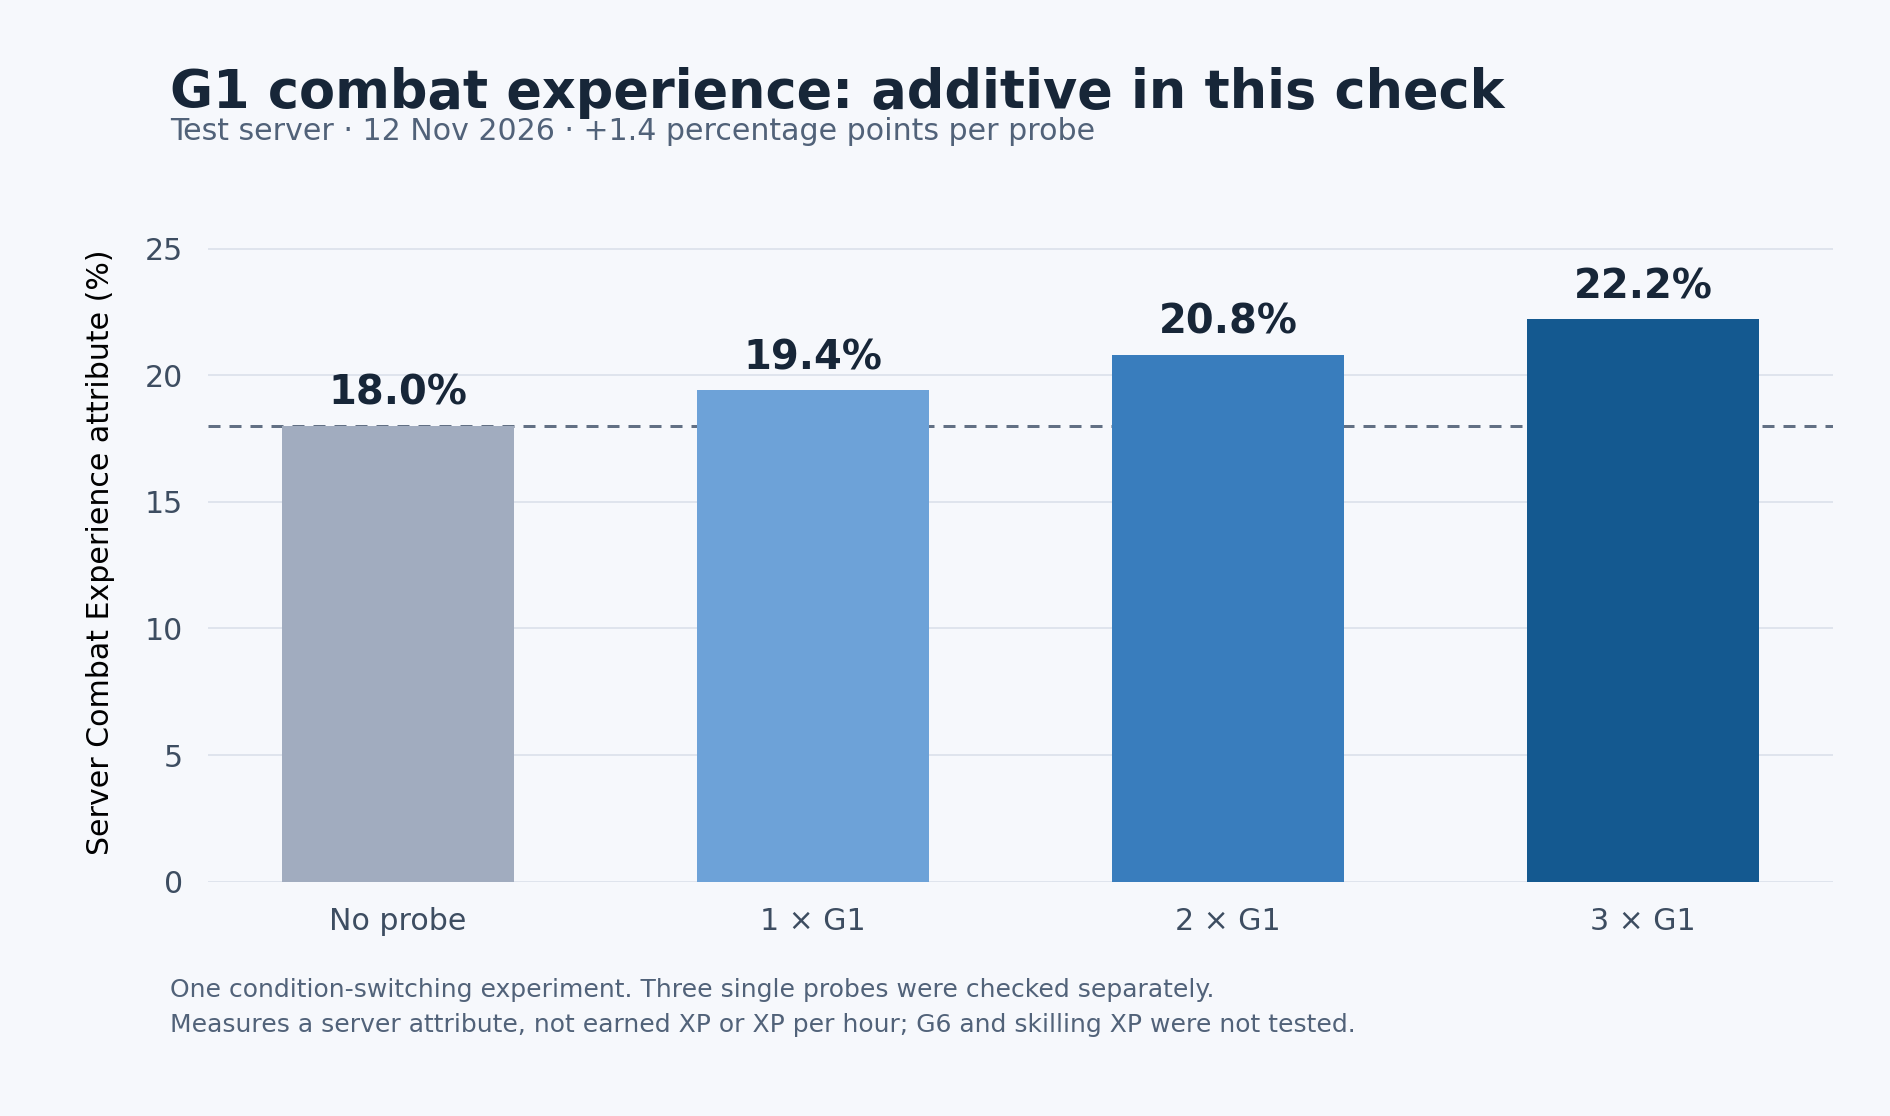 G1 combat experience: additive in this check
Test server · 12 Nov 2026 · +1.4 percentage points per probe
Server Combat Experience attribute (%)
25
20
15
10
5
0
18.0%
19.4%
20.8%
22.2%
No probe
1 × G1
2 × G1
3 × G1
One condition-switching experiment. Three single probes were checked separately.
Measures a server attribute, not earned XP or XP per hour; G6 and skilling XP were not tested.